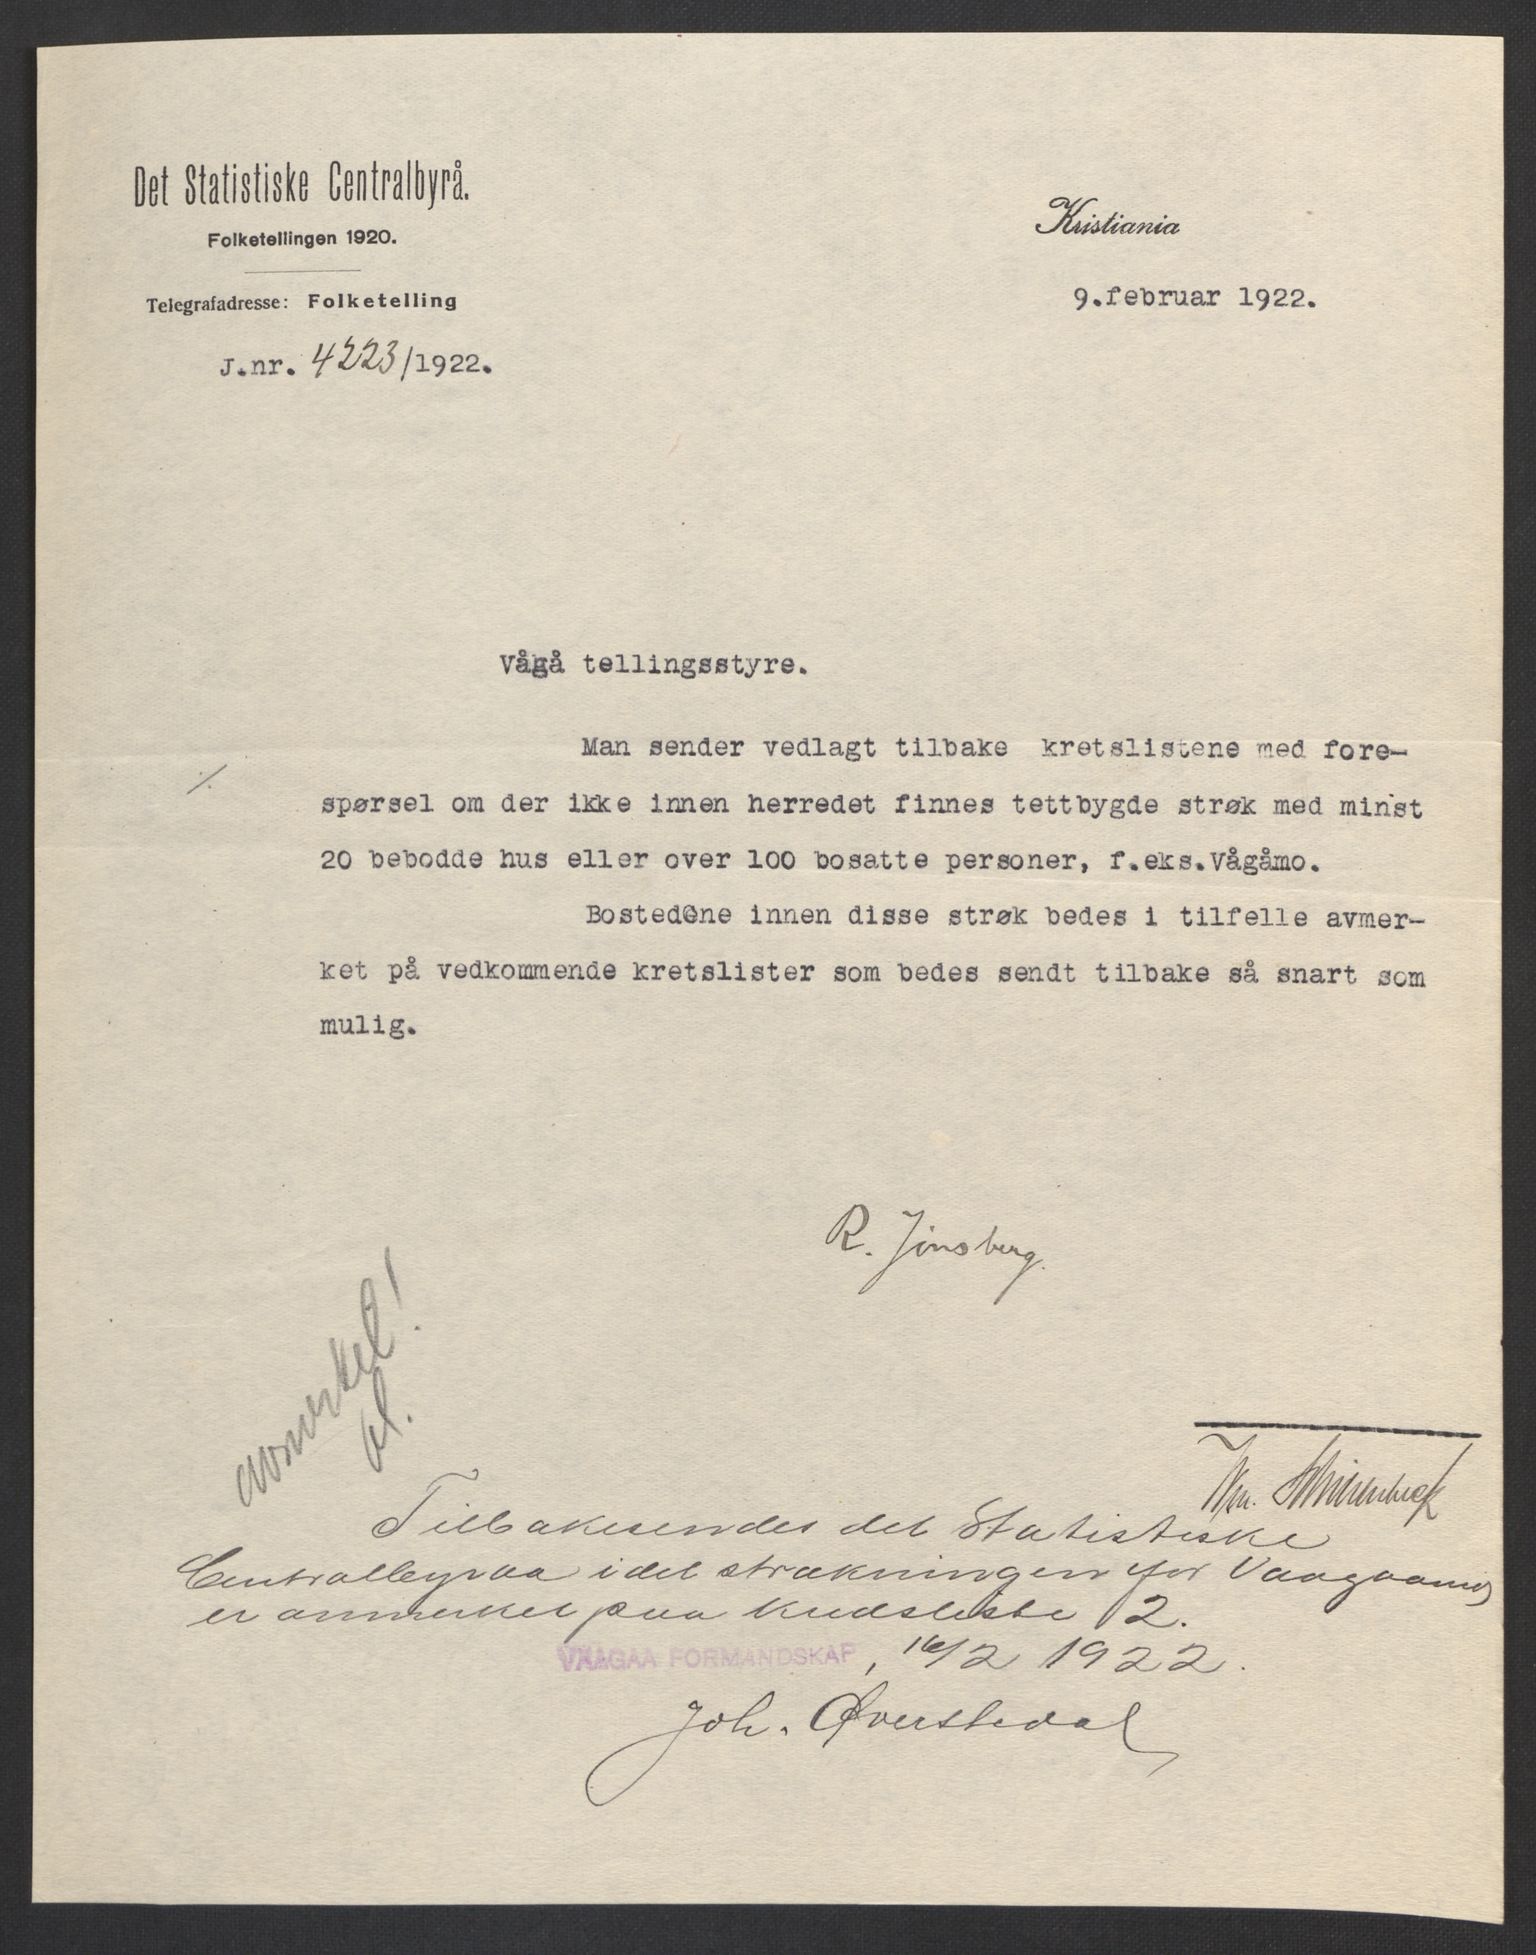 Det Statistiske Centralbyrå.
Folketellingen 1920.
Telegrafadresse: Folketelling
J.nr. 4223/1922.
Kristiania
9.februar 1922.
Vågå tellingsstyre.
Man sender vedlagt tilbake kretslistene med fore-
spørsel om der ikke innen herredet finnes tettbygde strøk med minst
20 bebodde hus eller over 100 bosatte personer, f.eks.Vågåmo.
Bostedene innen disse strøk bedes i tilfelle avmer-
ket på vedkommende kretslister som bedes sendt tilbake så snart som
mulig.
R. Jinsberg.
avmerket!
Tilbakesendes det Statistiske
Centralbyraa idet strækningen for Vaagaamo
er anmerket paa kredsliste 2.
VAAGAA FORMANDSKAP, 16/2 1922.
Joh. Øverstedal